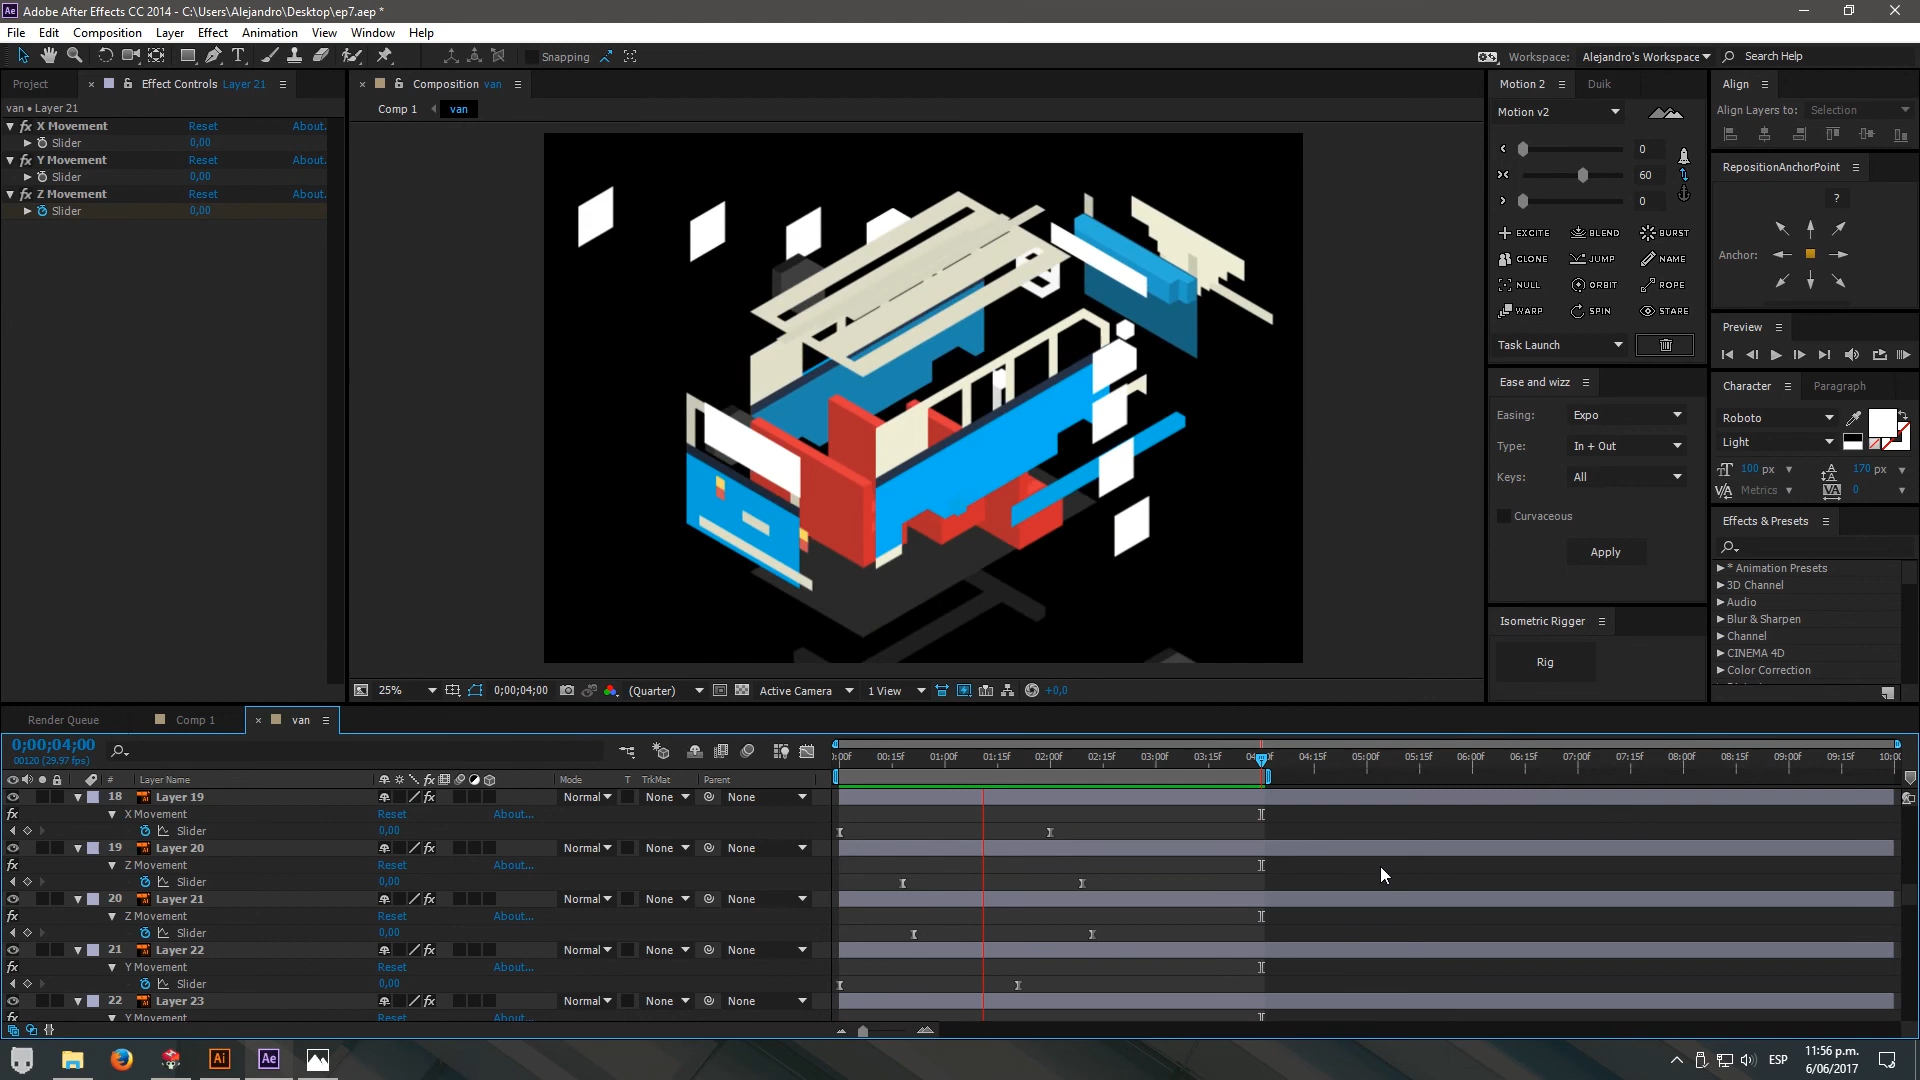 Adobe After Effects CC 2014 - C:\Users\Alejandro\Desktop\ep7.aep *
File Edit Composition Layer Effect Animation View Window Help
Snapping
Workspace: Alejandro's Workspace Search Help
Project Effect Controls Layer 21
van • Layer 21
X Movement Reset About.
Slider 0,00
Y Movement Reset About.
Slider 0,00
Z Movement Reset About.
Slider 0,00
Composition van
Comp 1 van
25% 0;00;04;00 (Quarter) Active Camera 1 View +0,0
Motion 2 Duik
Motion v2
0
60
0
EXCITE BLEND BURST
CLONE JUMP NAME
NULL ORBIT ROPE
WARP SPIN STARE
Task Launch
Ease and wizz
Easing: Expo
Type: In + Out
Keys: All
Curvaceous
Apply
Isometric Rigger
Rig
Align
Align Layers to: Selection
RepositionAnchorPoint
?
Anchor:
Preview
Character Paragraph
Roboto
Light
100 px 170 px
Metrics 0
Effects & Presets
* Animation Presets
3D Channel
Audio
Blur & Sharpen
Channel
CINEMA 4D
Color Correction
Render Queue Comp 1 van
0;00;04;00
00120 (29.97 fps)
# Layer Name Mode T TrkMat Parent
:00f 00:15f 01:00f 01:15f 02:00f 02:15f 03:00f 03:15f 04:15f 05:00f 05:15f 06:00f 06:15f 07:00f 07:15f 08:00f 08:15f 09:00f 09:15f 10:0
18 Layer 19 Normal None None
X Movement Reset About...
Slider 0,00
19 Layer 20 Normal None None
Z Movement Reset About...
Slider 0,00
20 Layer 21 Normal None None
Z Movement Reset About...
Slider 0,00
21 Layer 22 Normal None None
Y Movement Reset About...
Slider 0,00
22 Layer 23 Normal None None
Y Movement Reset About...
Ai Ae
ESP
11:56 p.m.
6/06/2017